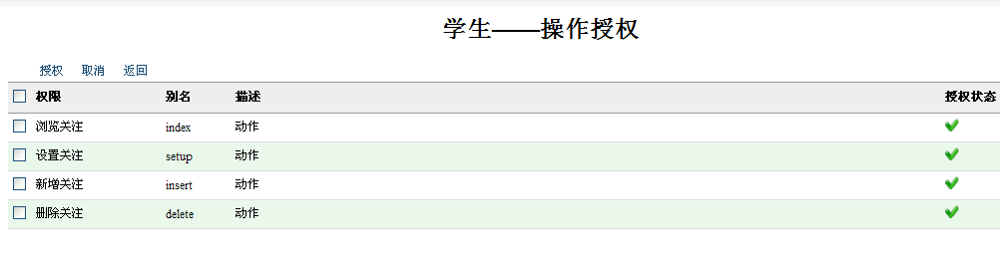 学生——操作授权
授权 取消 返回
权限 别名 描述 授权状态
浏览关注 index 动作
设置关注 setup 动作
新增关注 insert 动作
删除关注 delete 动作